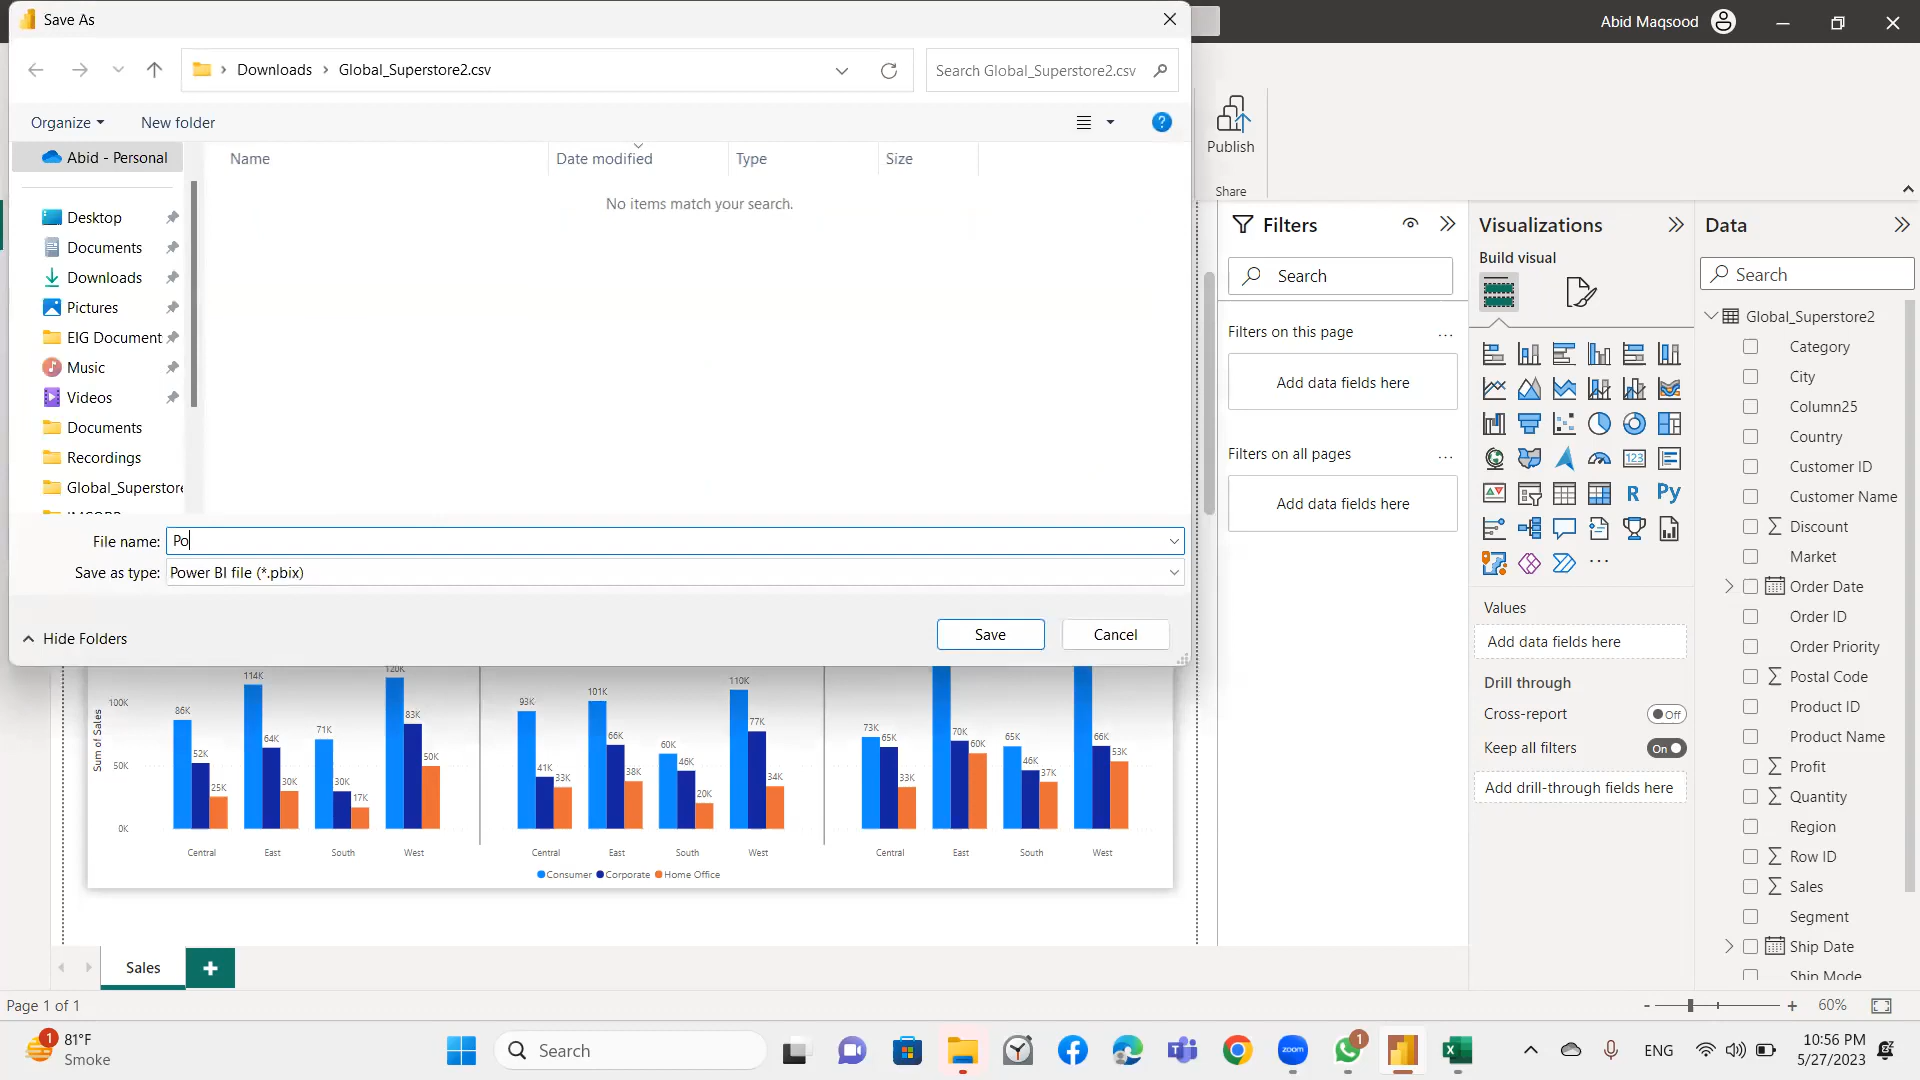 Save As
Abid Maqsood
Downloads
Global_Superstore2.csv
Search Global_Superstore2.csv
Organize
New folder
?
Publish
Share
Abid - Personal
Name
Date modified
Type
Size
No items match your search.
Desktop
Documents
Downloads
Pictures
EIG Document
Music
Videos
Documents
Recordings
Global_Superstore
File name: Po
Save as type: Power BI file (*.pbix)
Hide Folders
Save
Cancel
Filters
Search
Filters on this page
...
Add data fields here
Filters on all pages
...
Add data fields here
Visualizations
Build visual
123
R
Py
...
Values
Add data fields here
Drill through
Cross-report
Off
Keep all filters
On
Add drill-through fields here
Data
Search
Global_Superstore2
Category
City
Column25
Country
Customer ID
Customer Name
Discount
Market
Order Date
Order ID
Order Priority
Postal Code
Product ID
Product Name
Profit
Quantity
Region
Row ID
Sales
Segment
Ship Date
Ship Mode
Sum of Sales
100K
50K
0K
86K 52K 25K
114K 64K 30K
71K 30K 17K
120K 83K 50K
93K 41K 33K
101K 66K 38K
60K 46K 20K
110K 77K 34K
73K 65K 33K
70K 60K
65K 46K 37K
66K 53K
Central East South West
Central East South West
Central East South West
Consumer Corporate Home Office
Sales
+
Page 1 of 1
- + 60%
1
81°F
Smoke
Search
zoom
1
ENG
10:56 PM
5/27/2023